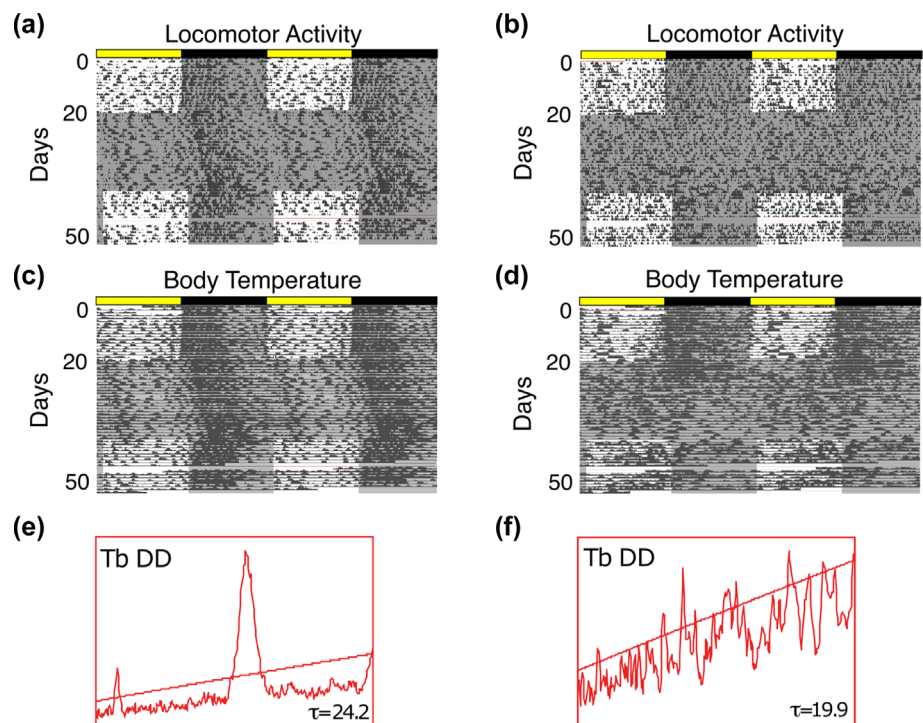 (a)
Locomotor Activity
0
20
50
Days
(b)
Locomotor Activity
0
20
50
Days
(c)
Body Temperature
0
20
50
Days
(d)
Body Temperature
0
20
50
Days
(e)
Tb DD
τ=24.2
(f)
Tb DD
τ=19.9